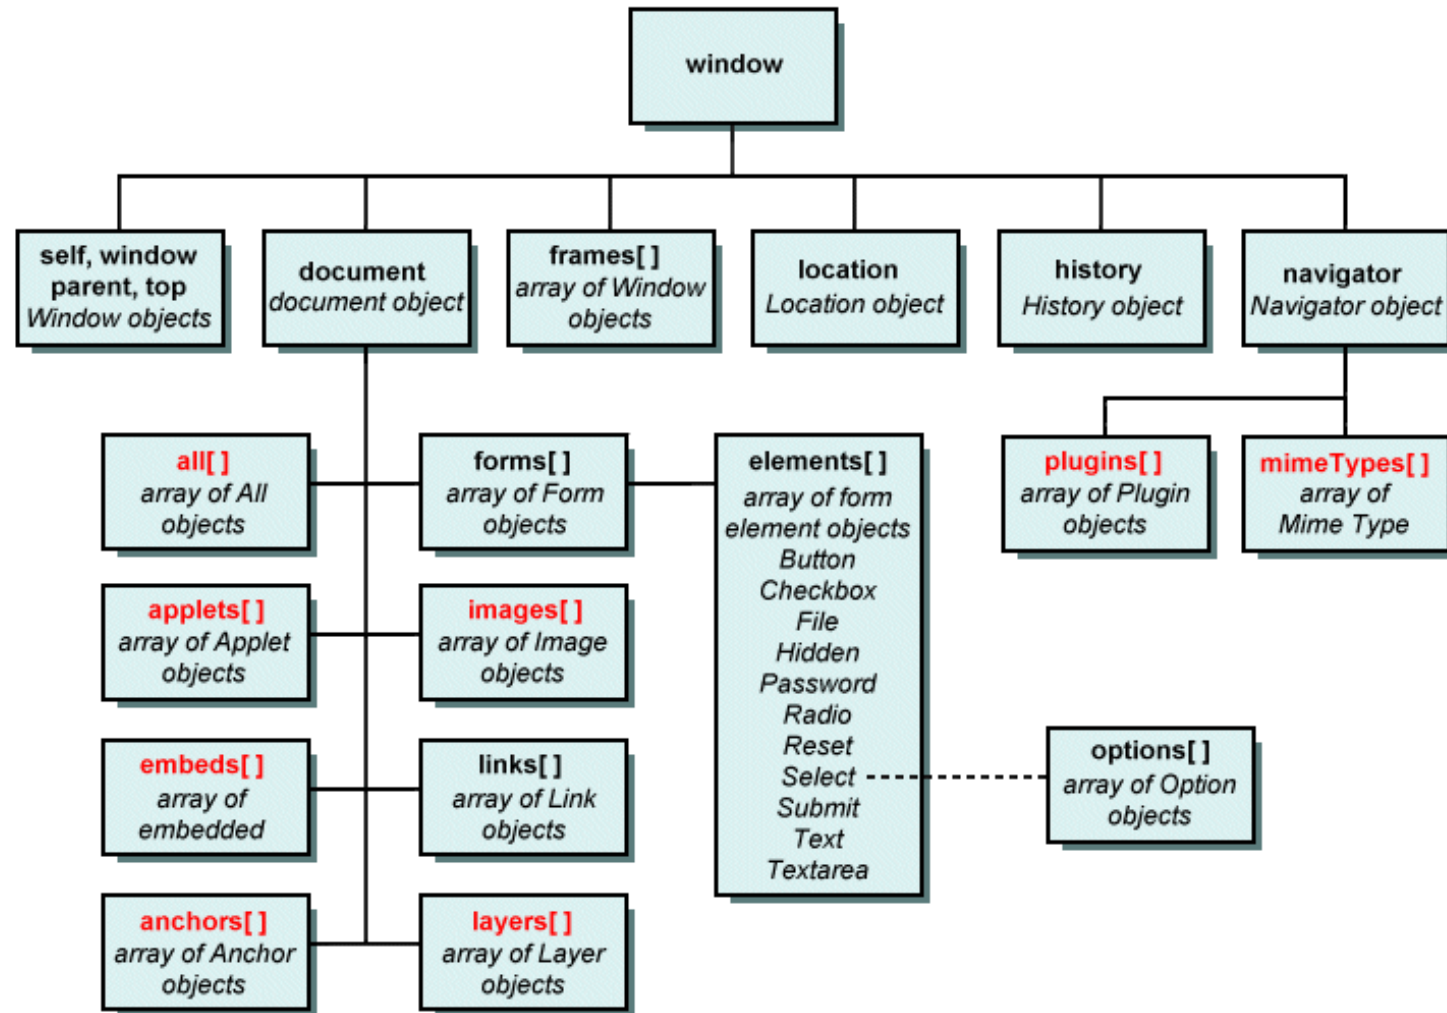 window
self, window
parent, top
Window objects
document
document object
frames[ ]
array of Window
objects
location
Location object
history
History object
navigator
Navigator object
all[ ]
array of All
objects
forms[ ]
array of Form
objects
elements[ ]
array of form
element objects
Button
Checkbox
File
Hidden
Password
Radio
Reset
Select
Submit
Text
Textarea
plugins[ ]
array of Plugin
objects
mimeTypes[ ]
array of
Mime Type
applets[ ]
array of Applet
objects
images[ ]
array of Image
objects
embeds[ ]
array of
embedded
links[ ]
array of Link
objects
options[ ]
array of Option
objects
anchors[ ]
array of Anchor
objects
layers[ ]
array of Layer
objects